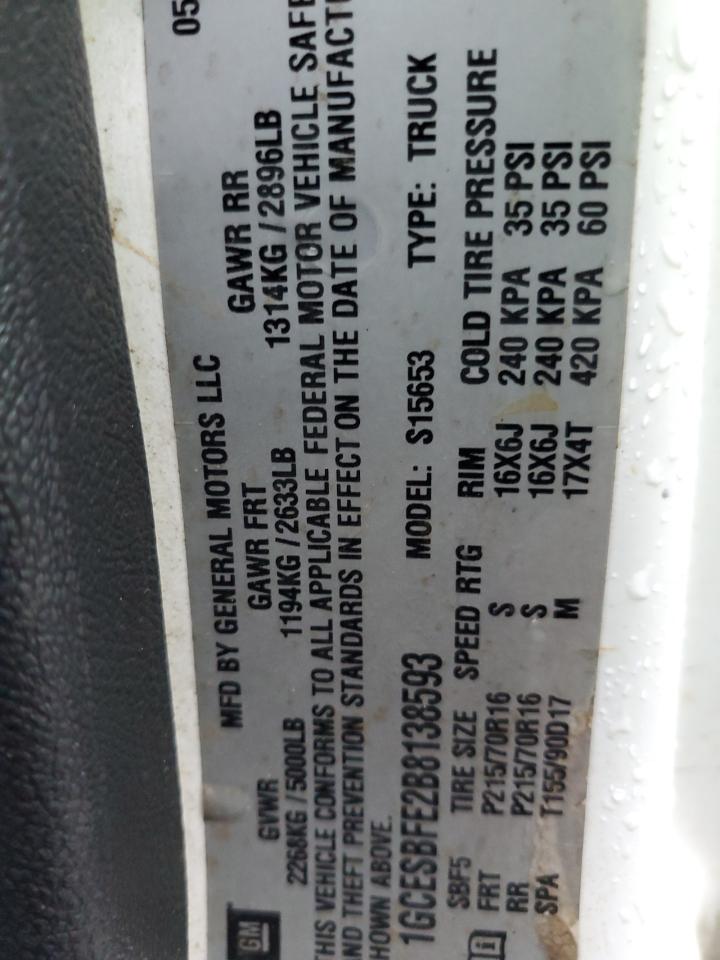 GM MFD BY GENERAL MOTORS LLC 05
GVWR GAWR FRT GAWR RR
2268KG / 5000LB 1194KG / 2633LB 1314KG / 2896LB
THIS VEHICLE CONFORMS TO ALL APPLICABLE FEDERAL MOTOR VEHICLE SAFE
ND THEFT PREVENTION STANDARDS IN EFFECT ON THE DATE OF MANUFACT
HOWN ABOVE.
1GCESBFE2B8138593 MODEL: S15653 TYPE: TRUCK
SBF5 TIRE SIZE SPEED RTG RIM COLD TIRE PRESSURE
FRT P215/70R16 S 16X6J 240 KPA 35 PSI
RR P215/70R16 S 16X6J 240 KPA 35 PSI
SPA T155/90D17 M 17X4T 420 KPA 60 PSI